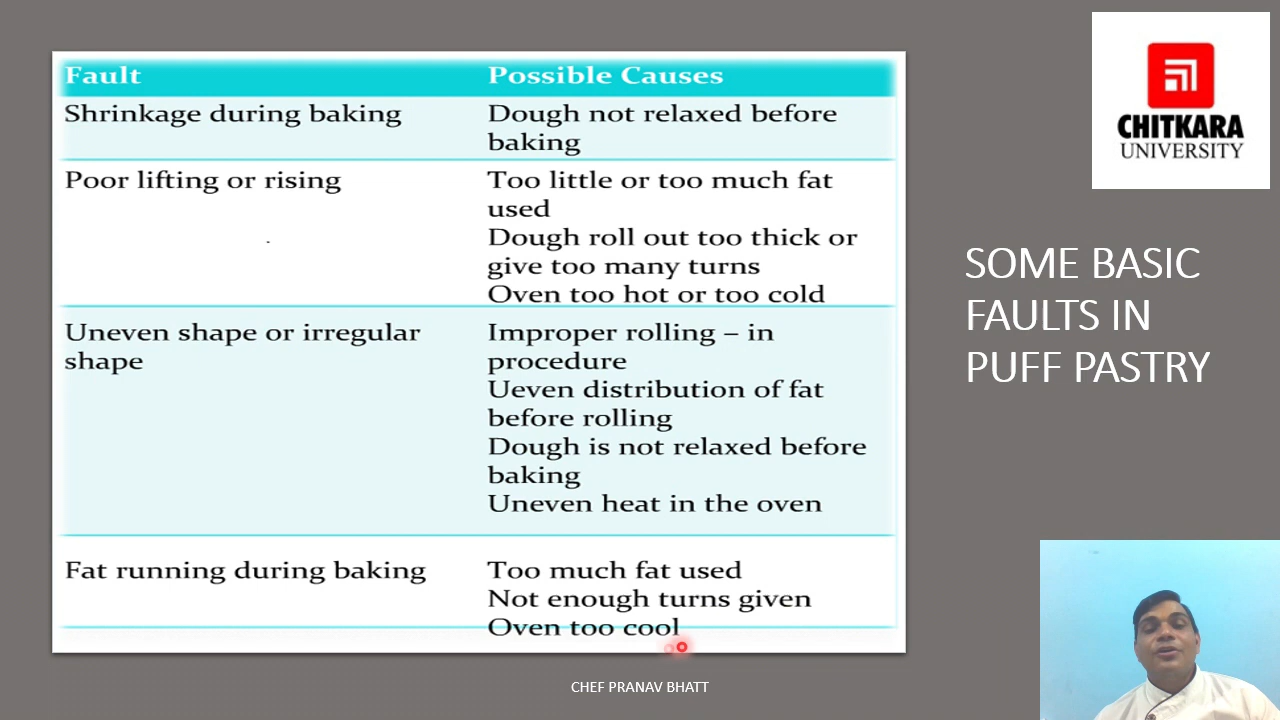 Fault Possible Causes
Shrinkage during baking Dough not relaxed before
baking
Poor lifting or rising Too little or too much fat
used
Dough roll out too thick or
give too many turns
Oven too hot or too cold
Uneven shape or irregular Improper rolling – in
shape procedure
Ueven distribution of fat
before rolling
Dough is not relaxed before
baking
Uneven heat in the oven
Fat running during baking Too much fat used
Not enough turns given
Oven too cool
CHITKARA
UNIVERSITY
SOME BASIC
FAULTS IN
PUFF PASTRY
CHEF PRANAV BHATT